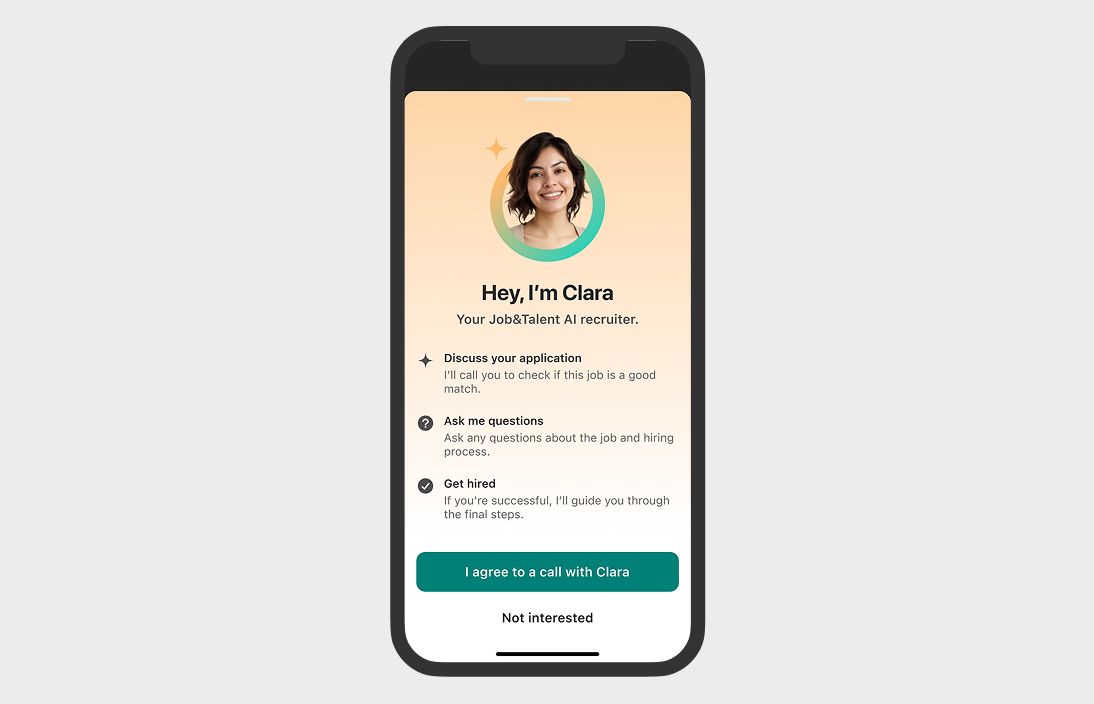 Hey, I’m Clara
Your Job&Talent AI recruiter.
Discuss your application
I’ll call you to check if this job is a good
match.
?
Ask me questions
Ask any questions about the job and hiring
process.
Get hired
If you’re successful, I’ll guide you through
the final steps.
I agree to a call with Clara
Not interested